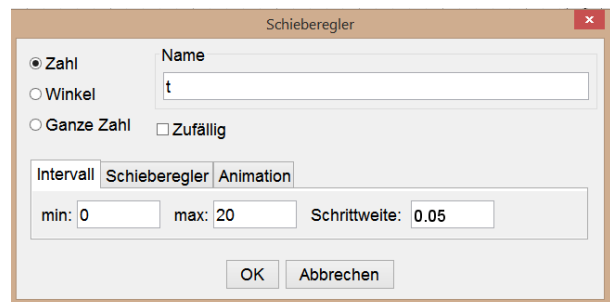 Schieberegler
Zahl
Name
t
Winkel
Ganze Zahl
Zufällig
Intervall Schieberegler Animation
min: 0 max: 20 Schrittweite: 0.05
OK Abbrechen